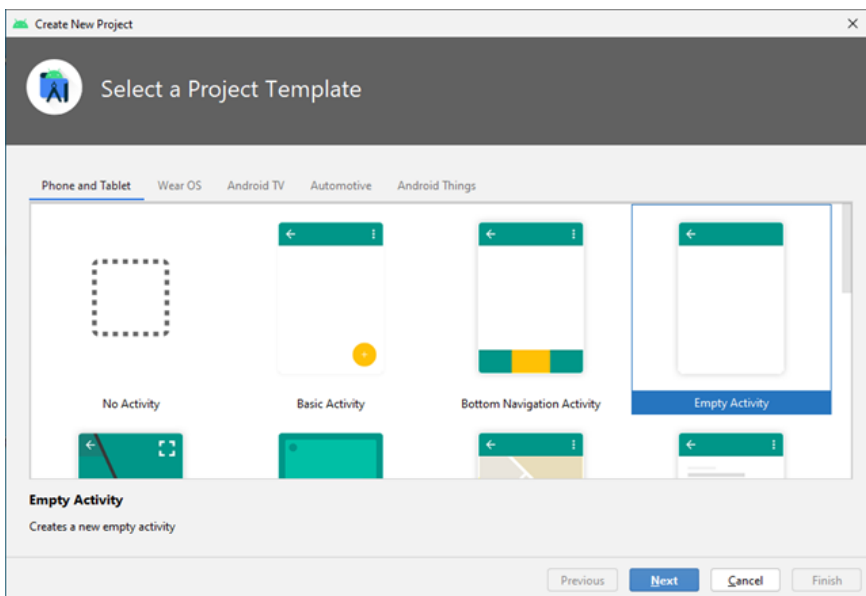 Create New Project
Select a Project Template
Phone and Tablet Wear OS Android TV Automotive Android Things
No Activity Basic Activity Bottom Navigation Activity Empty Activity
Empty Activity
Creates a new empty activity
Previous Next Cancel Finish